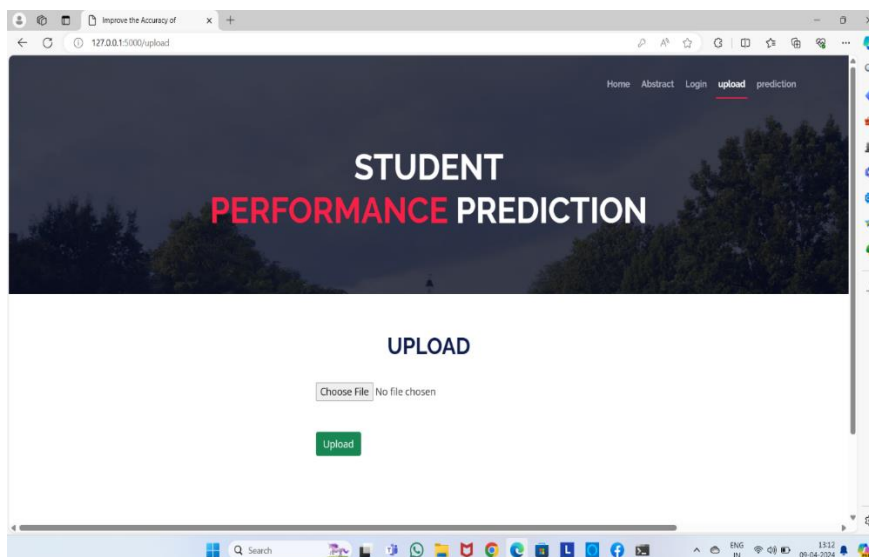 Improve the Accuracy of
127.0.0.1:5000/upload
Home Abstract Login upload prediction
STUDENT
PERFORMANCE PREDICTION
UPLOAD
Choose File No file chosen
Upload
Search
ENG
IN
13:12
09-04-2024